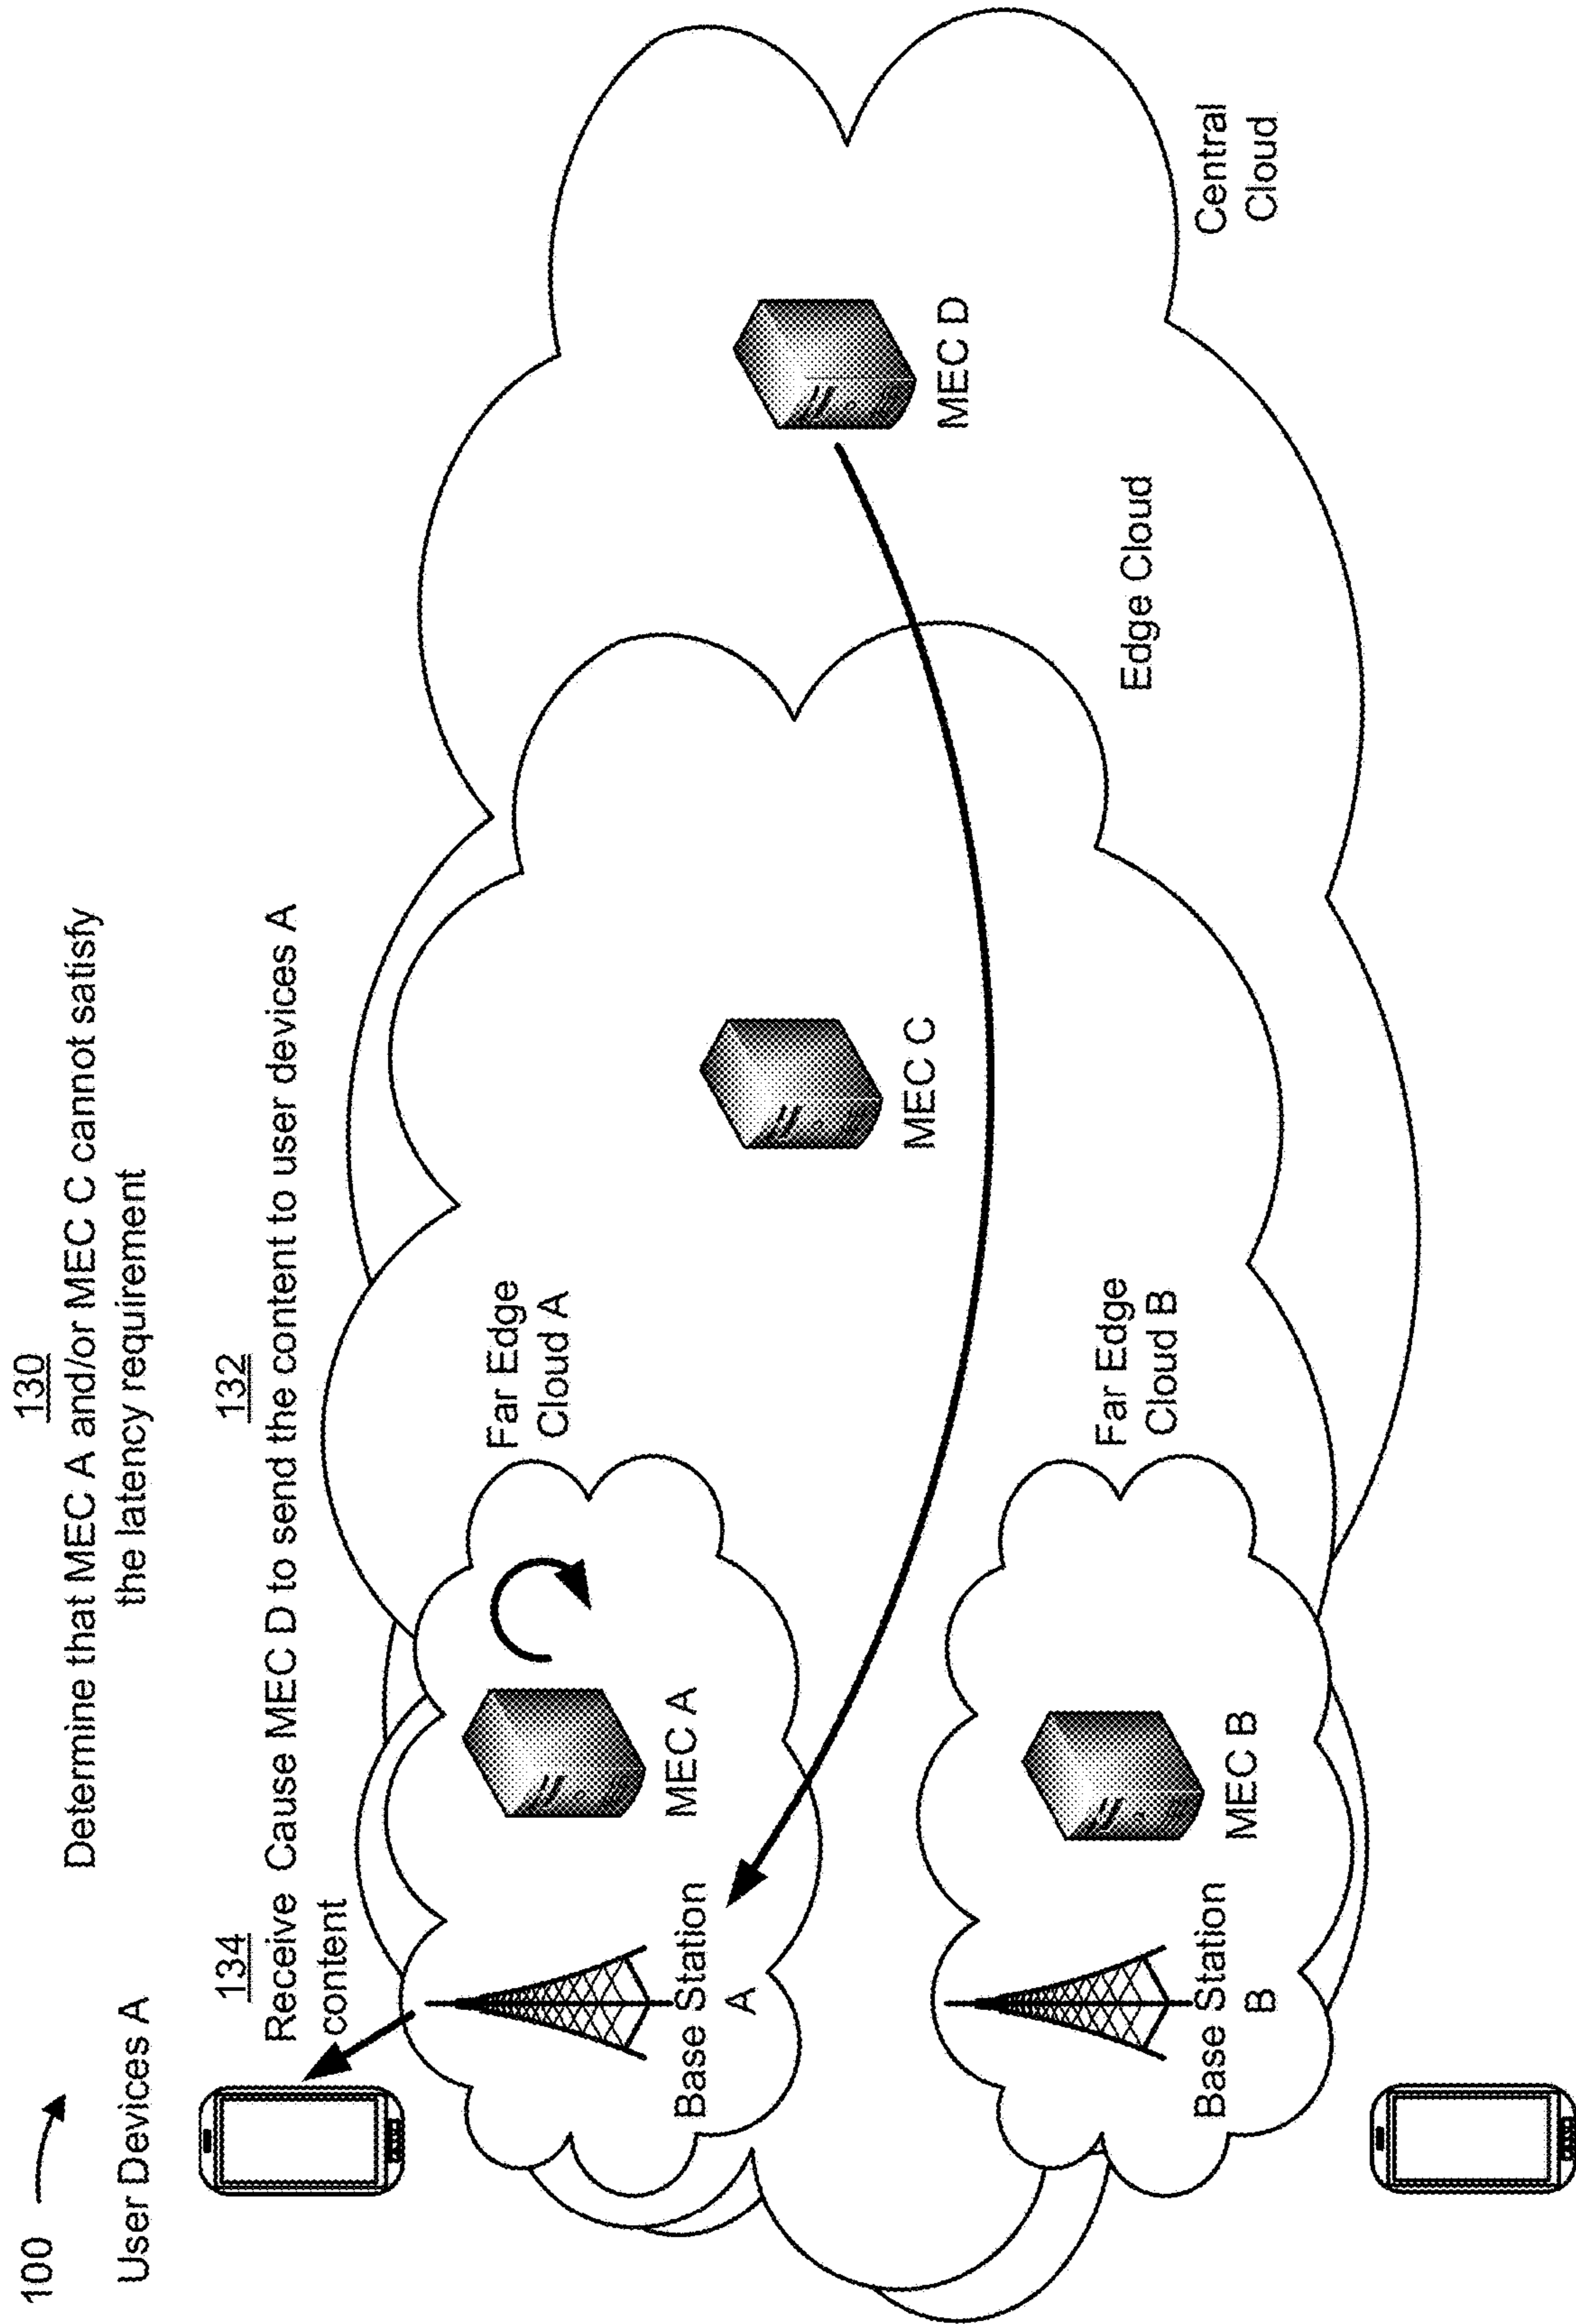 100
User Devices A
130
Determine that MEC A and/or MEC C cannot satisfy
the latency requirement
132
Cause MEC D to send the content to user devices A
134
Receive
content
Far Edge
Cloud A
MEC A
Base Station
A
MEC C
MEC D
Central
Cloud
Edge Cloud
Far Edge
Cloud B
MEC B
Base Station
B